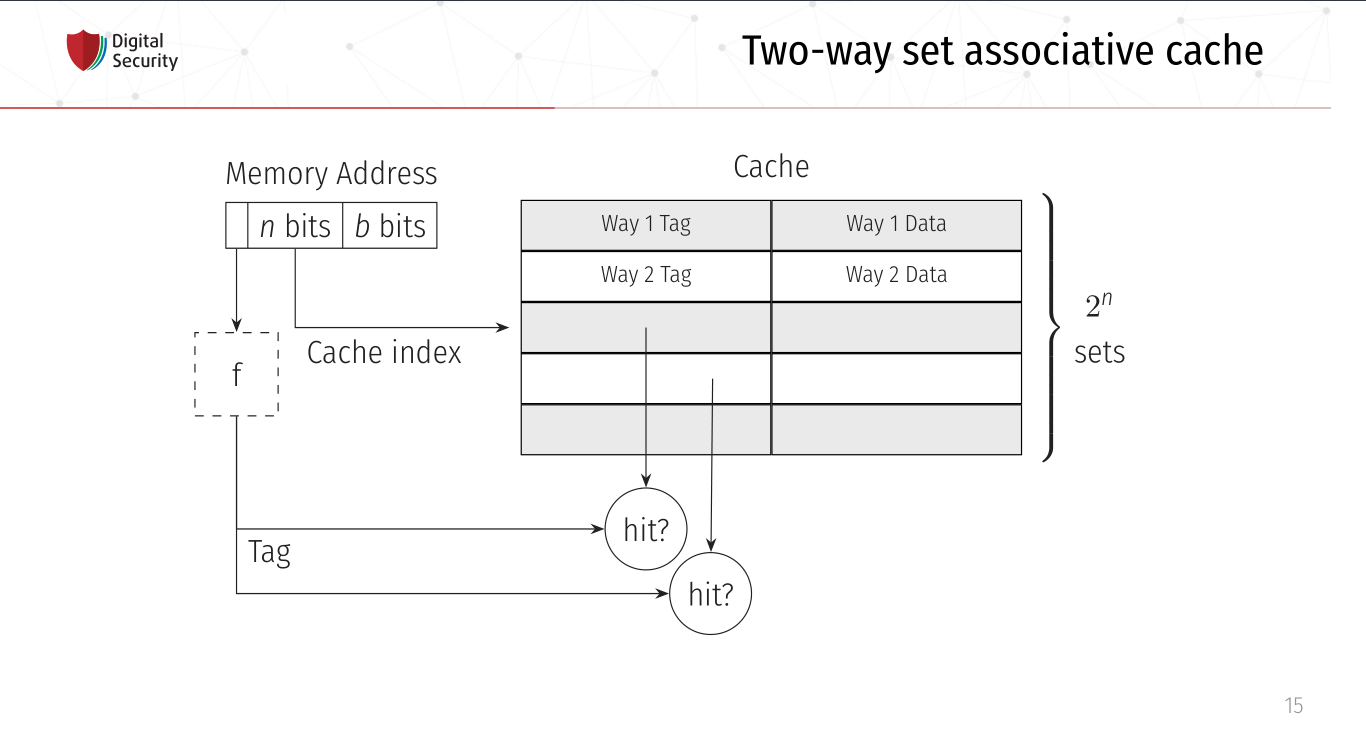 Digital
Security
Two-way set associative cache
Memory Address
n bits
b bits
f
Cache index
Tag
Cache
Way 1 Tag
Way 1 Data
Way 2 Tag
Way 2 Data
2ⁿ
sets
hit?
hit?
15